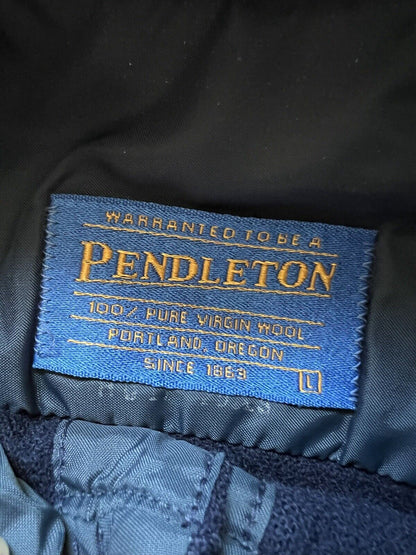 WARRANTED TO BE A
PENDLETON
100% PURE VIRGIN WOOL
PORTLAND, OREGON
SINCE 1863
L